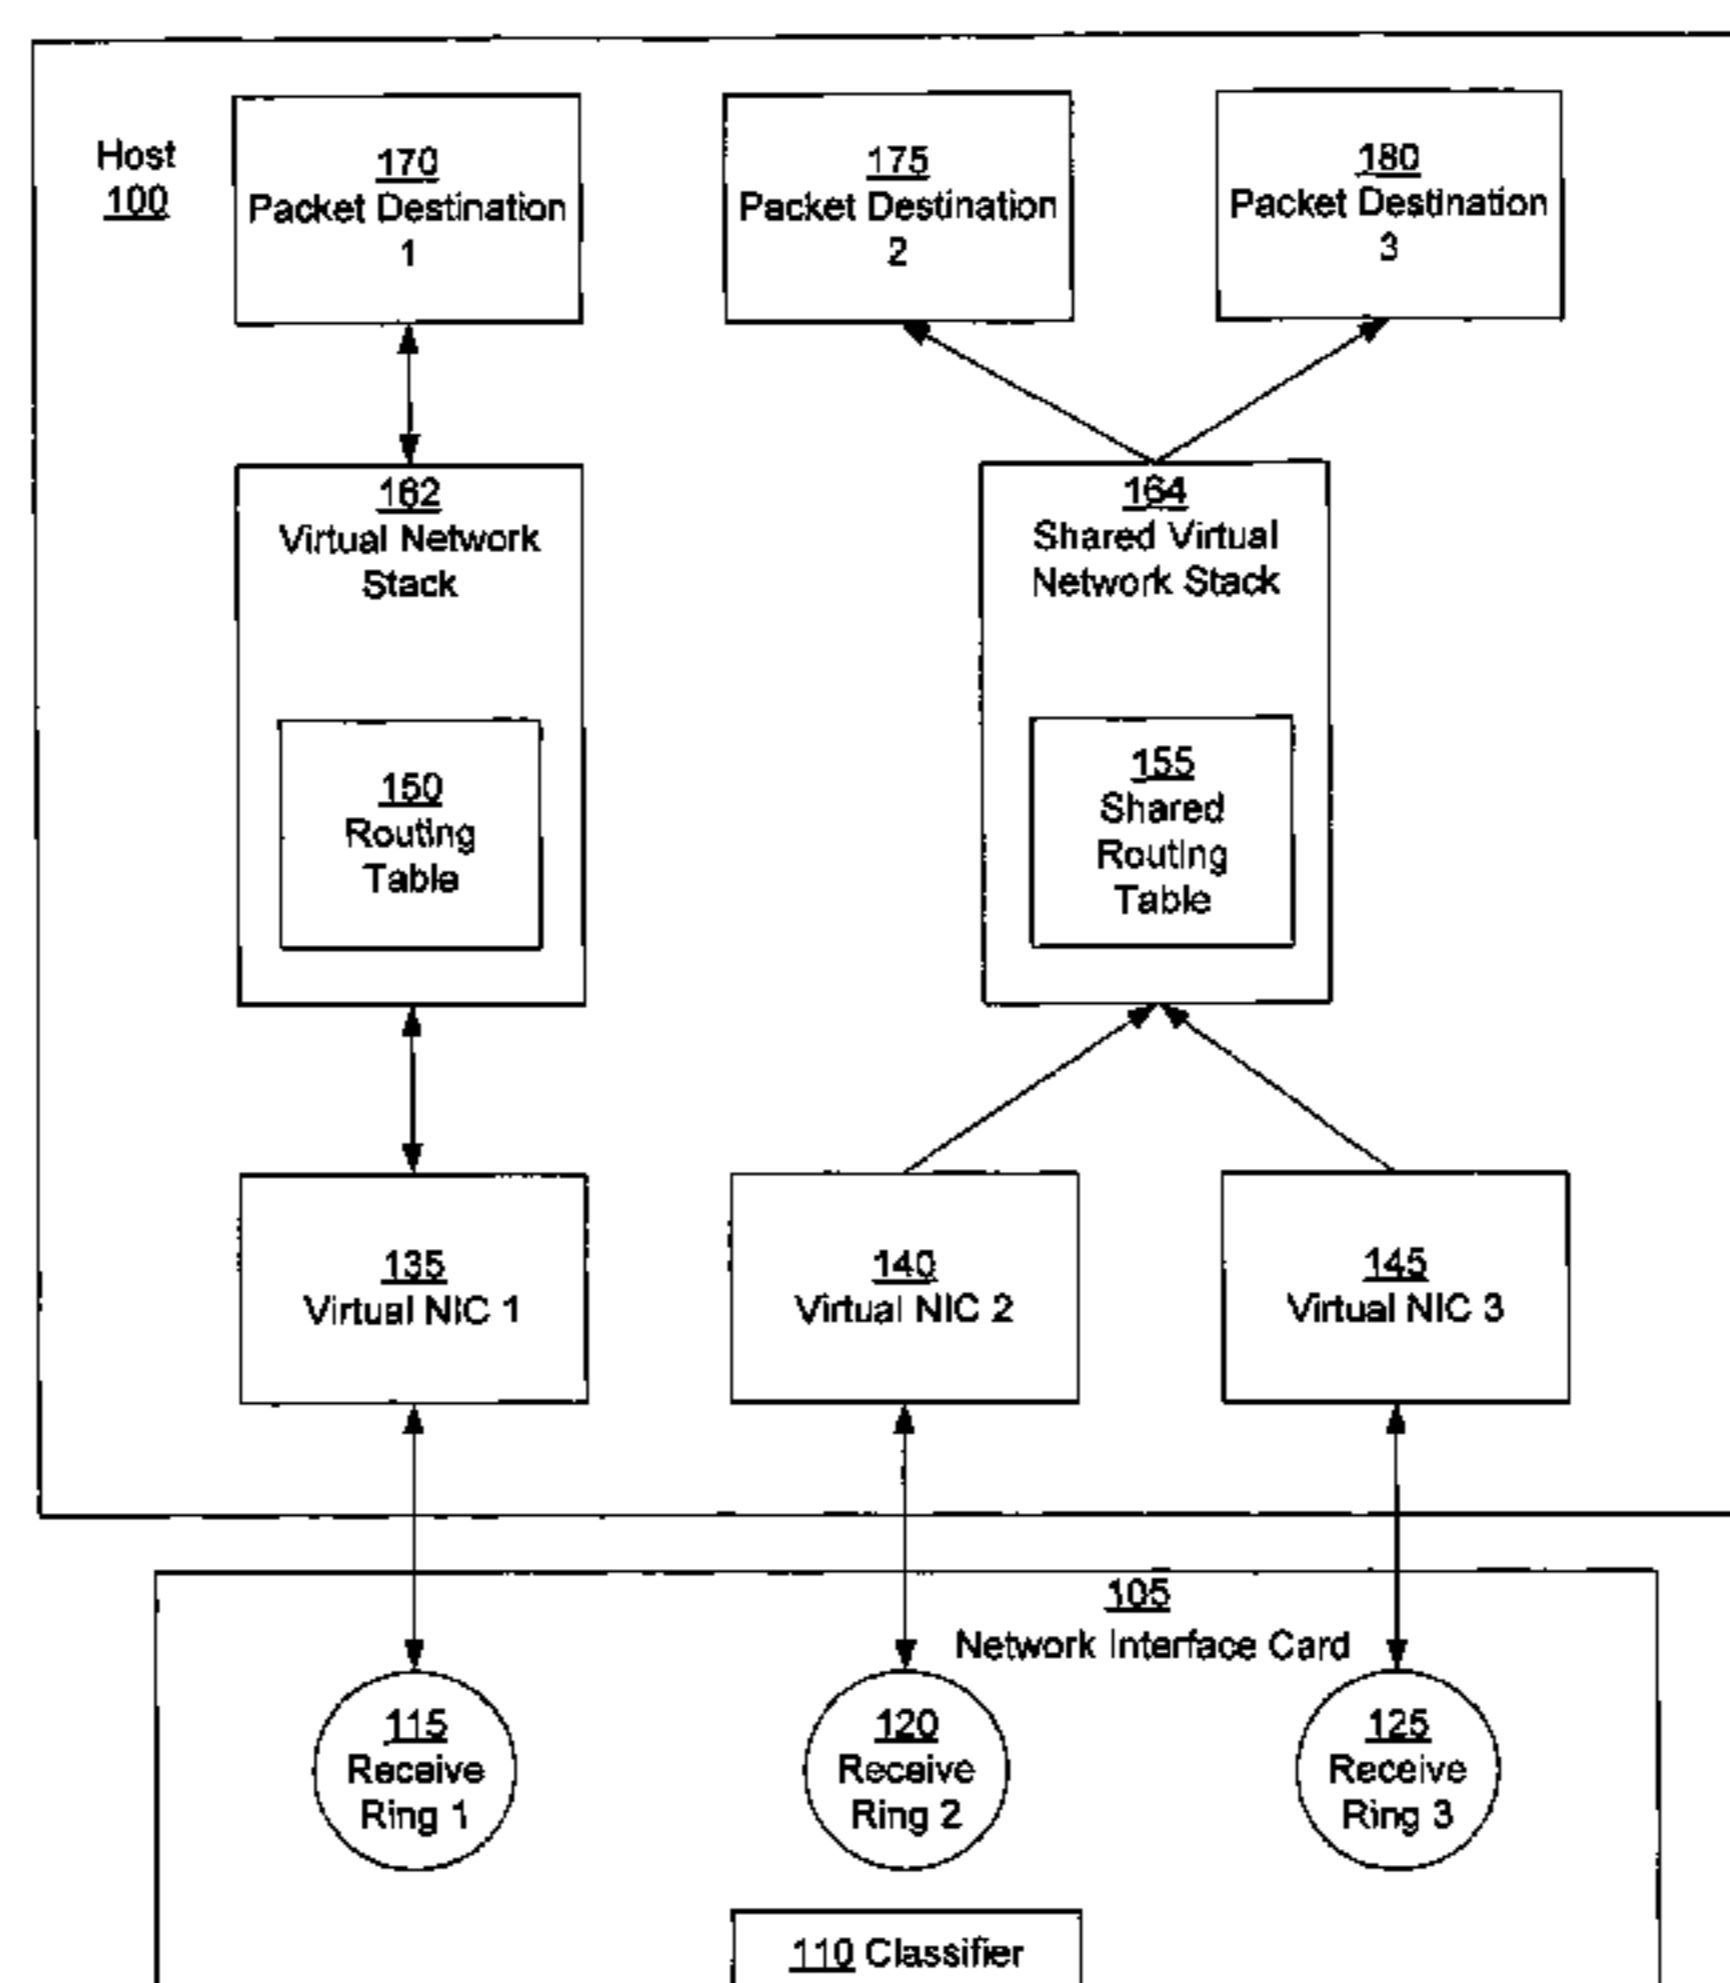 Host
100
170
Packet Destination
1
175
Packet Destination
2
180
Packet Destination
3
162
Virtual Network
Stack
164
Shared Virtual
Network Stack
150
Routing
Table
155
Shared
Routing
Table
135
Virtual NIC 1
140
Virtual NIC 2
145
Virtual NIC 3
105
Network Interface Card
115
Receive
Ring 1
120
Receive
Ring 2
125
Receive
Ring 3
110 Classifier